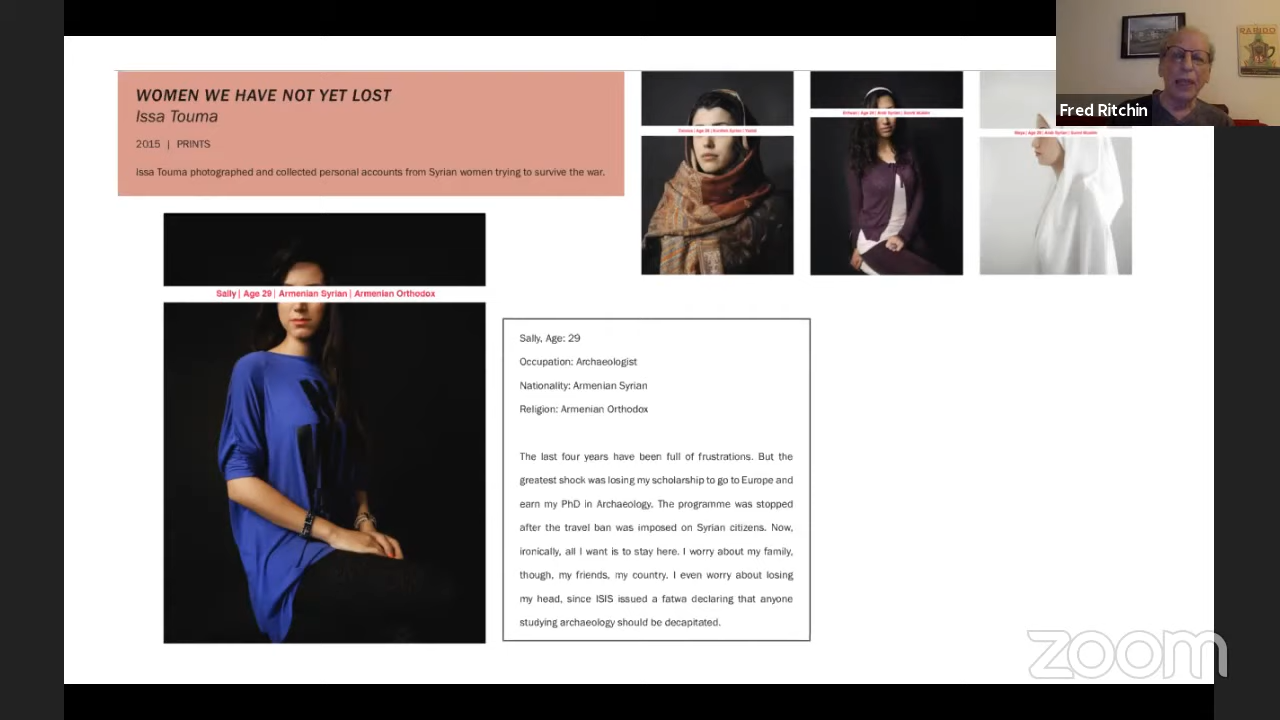 WOMEN WE HAVE NOT YET LOST
Issa Touma
2015 | PRINTS
Issa Touma photographed and collected personal accounts from Syrian women trying to survive the war.
Fred Ritchin
Sally | Age 29 | Armenian Syrian | Armenian Orthodox
Sally, Age: 29
Occupation: Archaeologist
Nationality: Armenian Syrian
Religion: Armenian Orthodox
The last four years have been full of frustrations. But the
greatest shock was losing my scholarship to go to Europe and
earn my PhD in Archaeology. The programme was stopped
after the travel ban was imposed on Syrian citizens. Now,
ironically, all I want is to stay here. I worry about my family,
though, my friends, my country. I even worry about losing
my head, since ISIS issued a fatwa declaring that anyone
studying archaeology should be decapitated.
zoom